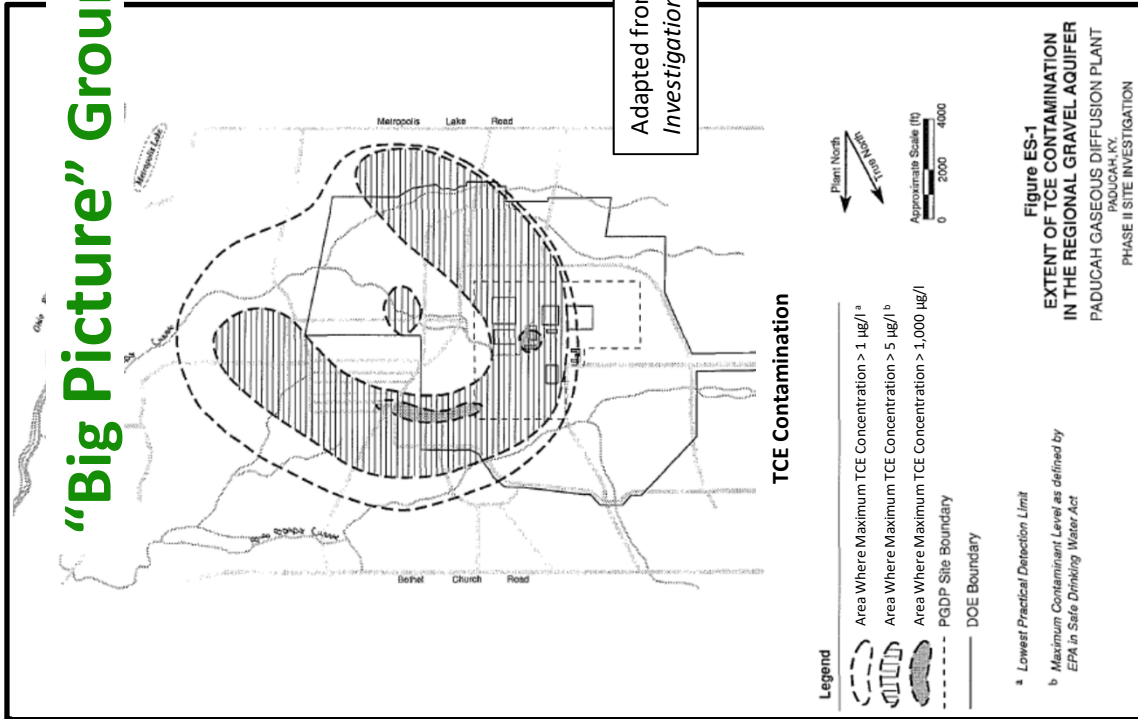 "Big Picture" Grou
Adapted from
Investigation
Metropolis Lake
Metropolis Lake Road
Ohio
Bethel Church Road
TCE Contamination
Plant North
True North
Approximate Scale (ft)
0 2000 4000
Legend
Area Where Maximum TCE Concentration > 1 µg/l a
Area Where Maximum TCE Concentration > 5 µg/l b
Area Where Maximum TCE Concentration > 1,000 µg/l
PGDP Site Boundary
DOE Boundary
a Lowest Practical Detection Limit
b Maximum Contaminant Level as defined by
EPA in Safe Drinking Water Act
Figure ES-1
EXTENT OF TCE CONTAMINATION
IN THE REGIONAL GRAVEL AQUIFER
PADUCAH GASEOUS DIFFUSION PLANT
PADUCAH, KY.
PHASE II SITE INVESTIGATION